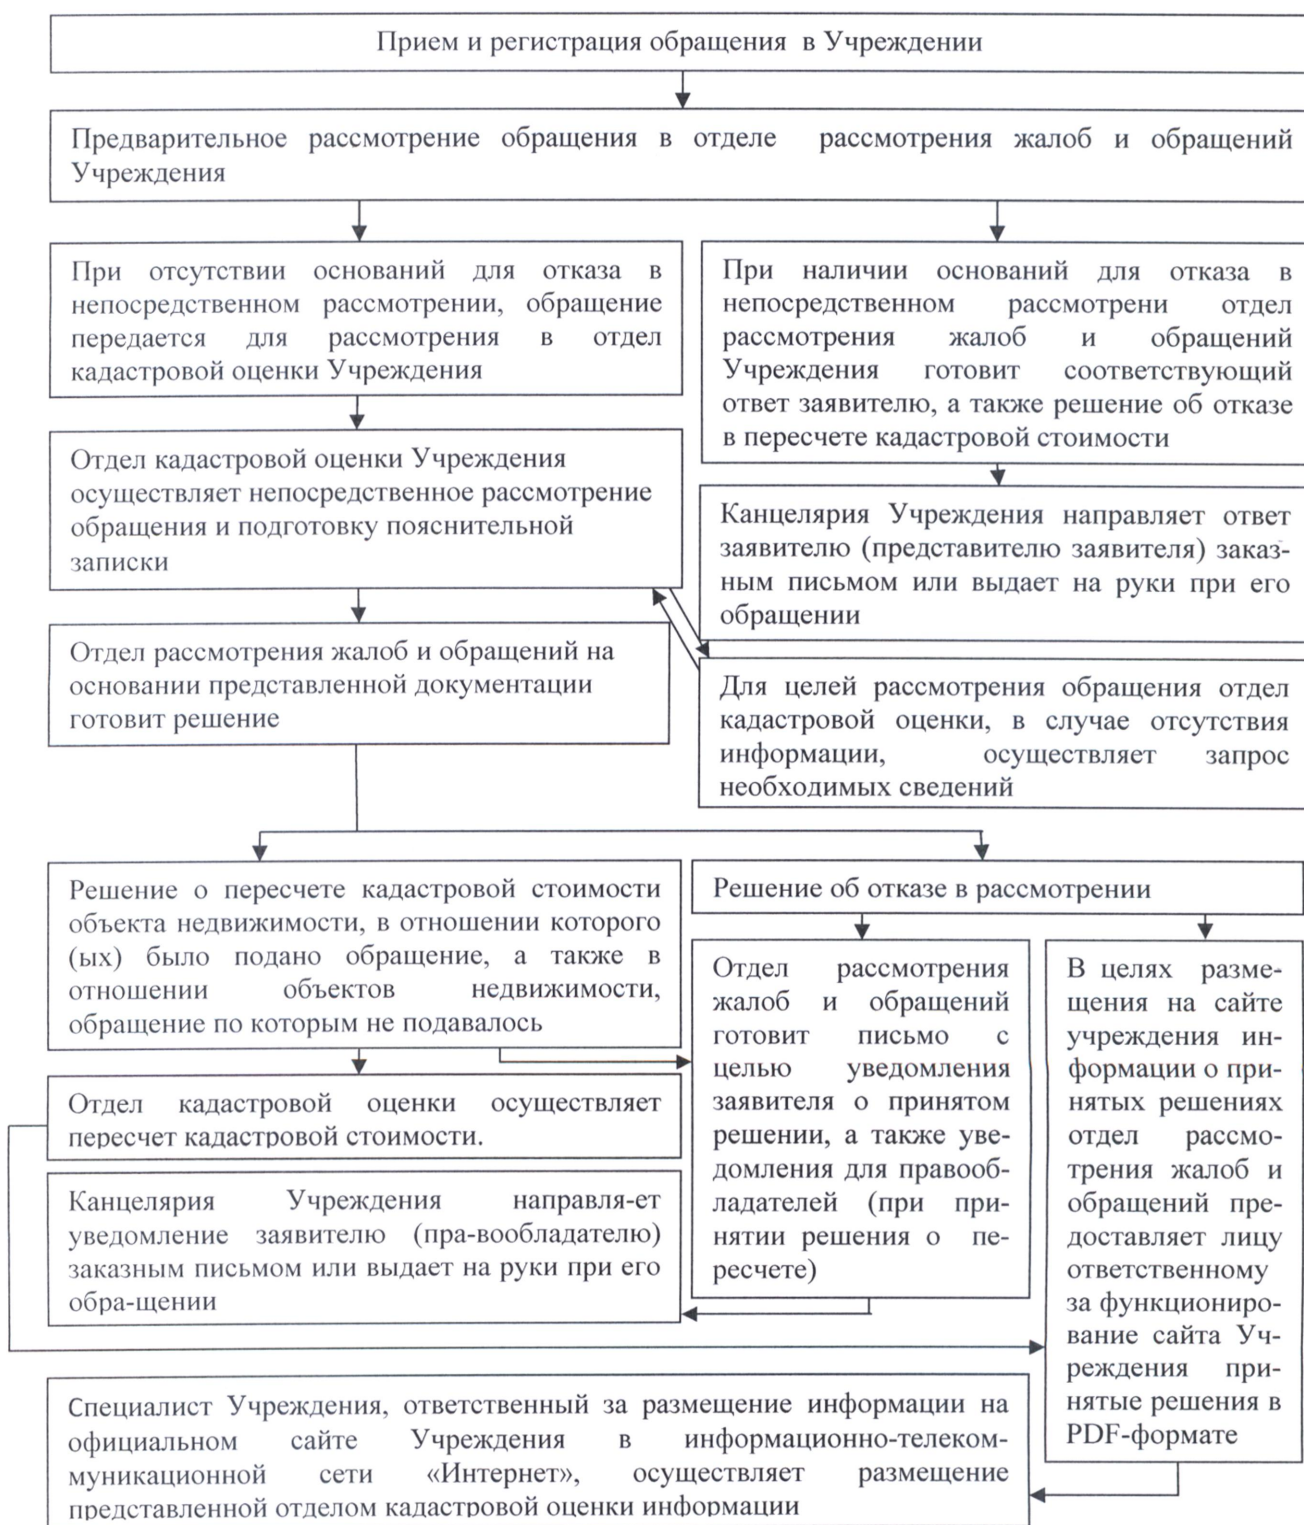 Прием и регистрация обращения в Учреждении
Предварительное рассмотрение обращения в отделе рассмотрения жалоб и обращений
Учреждения
При отсутствии оснований для отказа в
непосредственном рассмотрении, обращение
передается для рассмотрения в отдел
кадастровой оценки Учреждения
При наличии оснований для отказа в
непосредственном рассмотрени отдел
рассмотрения жалоб и обращений
Учреждения готовит соответствующий
ответ заявителю, а также решение об отказе
в пересчете кадастровой стоимости
Отдел кадастровой оценки Учреждения
осуществляет непосредственное рассмотрение
обращения и подготовку пояснительной
записки
Канцелярия Учреждения направляет ответ
заявителю (представителю заявителя) заказ-
ным письмом или выдает на руки при его
обращении
Отдел рассмотрения жалоб и обращений на
основании представленной документации
готовит решение
Для целей рассмотрения обращения отдел
кадастровой оценки, в случае отсутствия
информации, осуществляет запрос
необходимых сведений
Решение о пересчете кадастровой стоимости
объекта недвижимости, в отношении которого
(ых) было подано обращение, а также в
отношении объектов недвижимости,
обращение по которым не подавалось
Решение об отказе в рассмотрении
Отдел рассмотрения
жалоб и обращений
готовит письмо с
целью уведомления
заявителя о принятом
решении, а также уве-
домления для правооб-
ладателей (при при-
нятии решения о пе-
ресчете)
В целях разме-
щения на сайте
учреждения ин-
формации о при-
нятых решениях
отдел рассмо-
трения жалоб и
обращений пре-
доставляет лицу
ответственному
за функциониро-
вание сайта Уч-
реждения при-
нятые решения в
PDF-формате
Отдел кадастровой оценки осуществляет
пересчет кадастровой стоимости.
Канцелярия Учреждения направля-ет
уведомление заявителю (пра-вообладателю)
заказным письмом или выдает на руки при его
обра-щении
Специалист Учреждения, ответственный за размещение информации на
официальном сайте Учреждения в информационно-телеком-
муникационной сети «Интернет», осуществляет размещение
представленной отделом кадастровой оценки информации